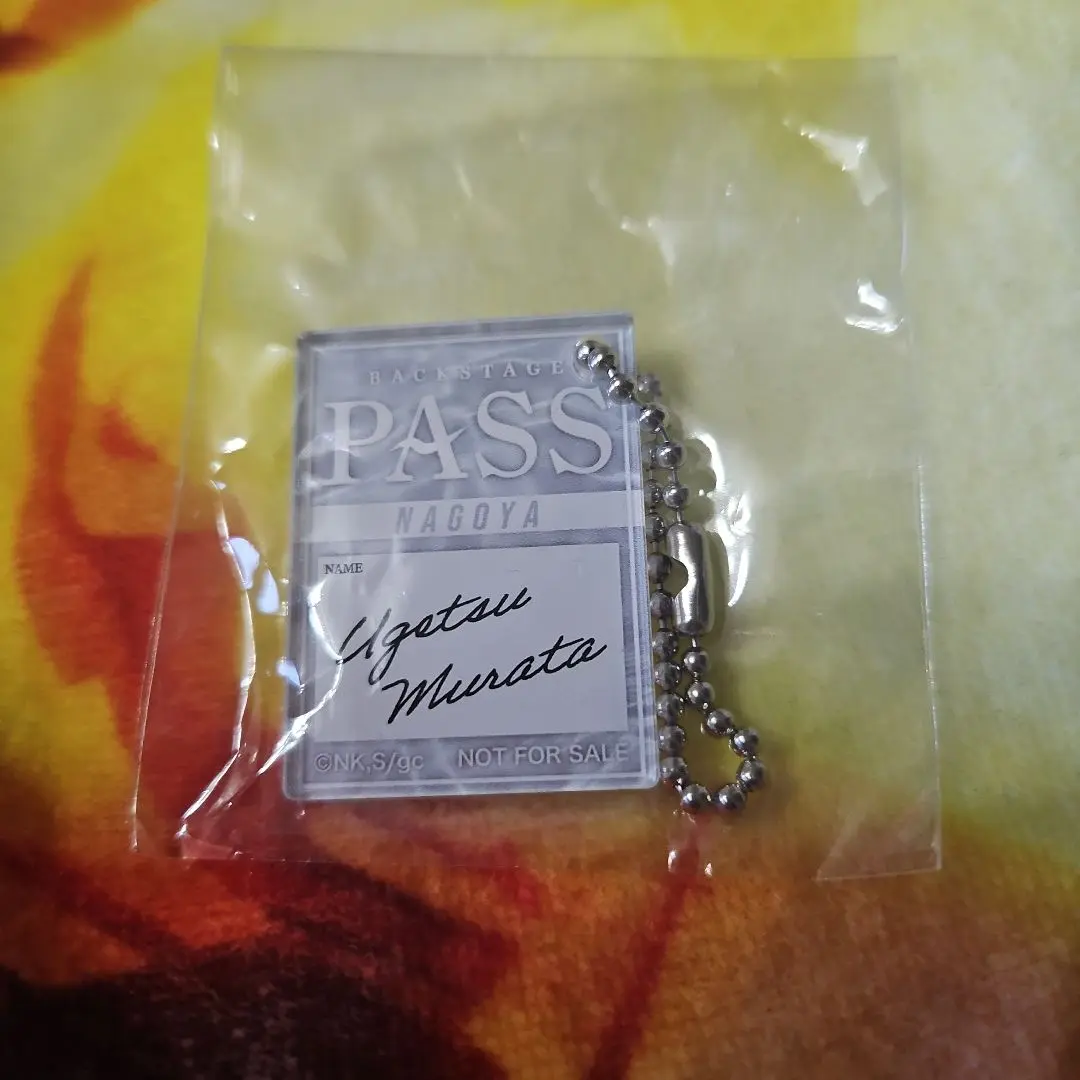 BACKSTAGE
PASS
NAGOYA
NAME
Ugetsu
Murata
©NK,S/gc NOT FOR SALE